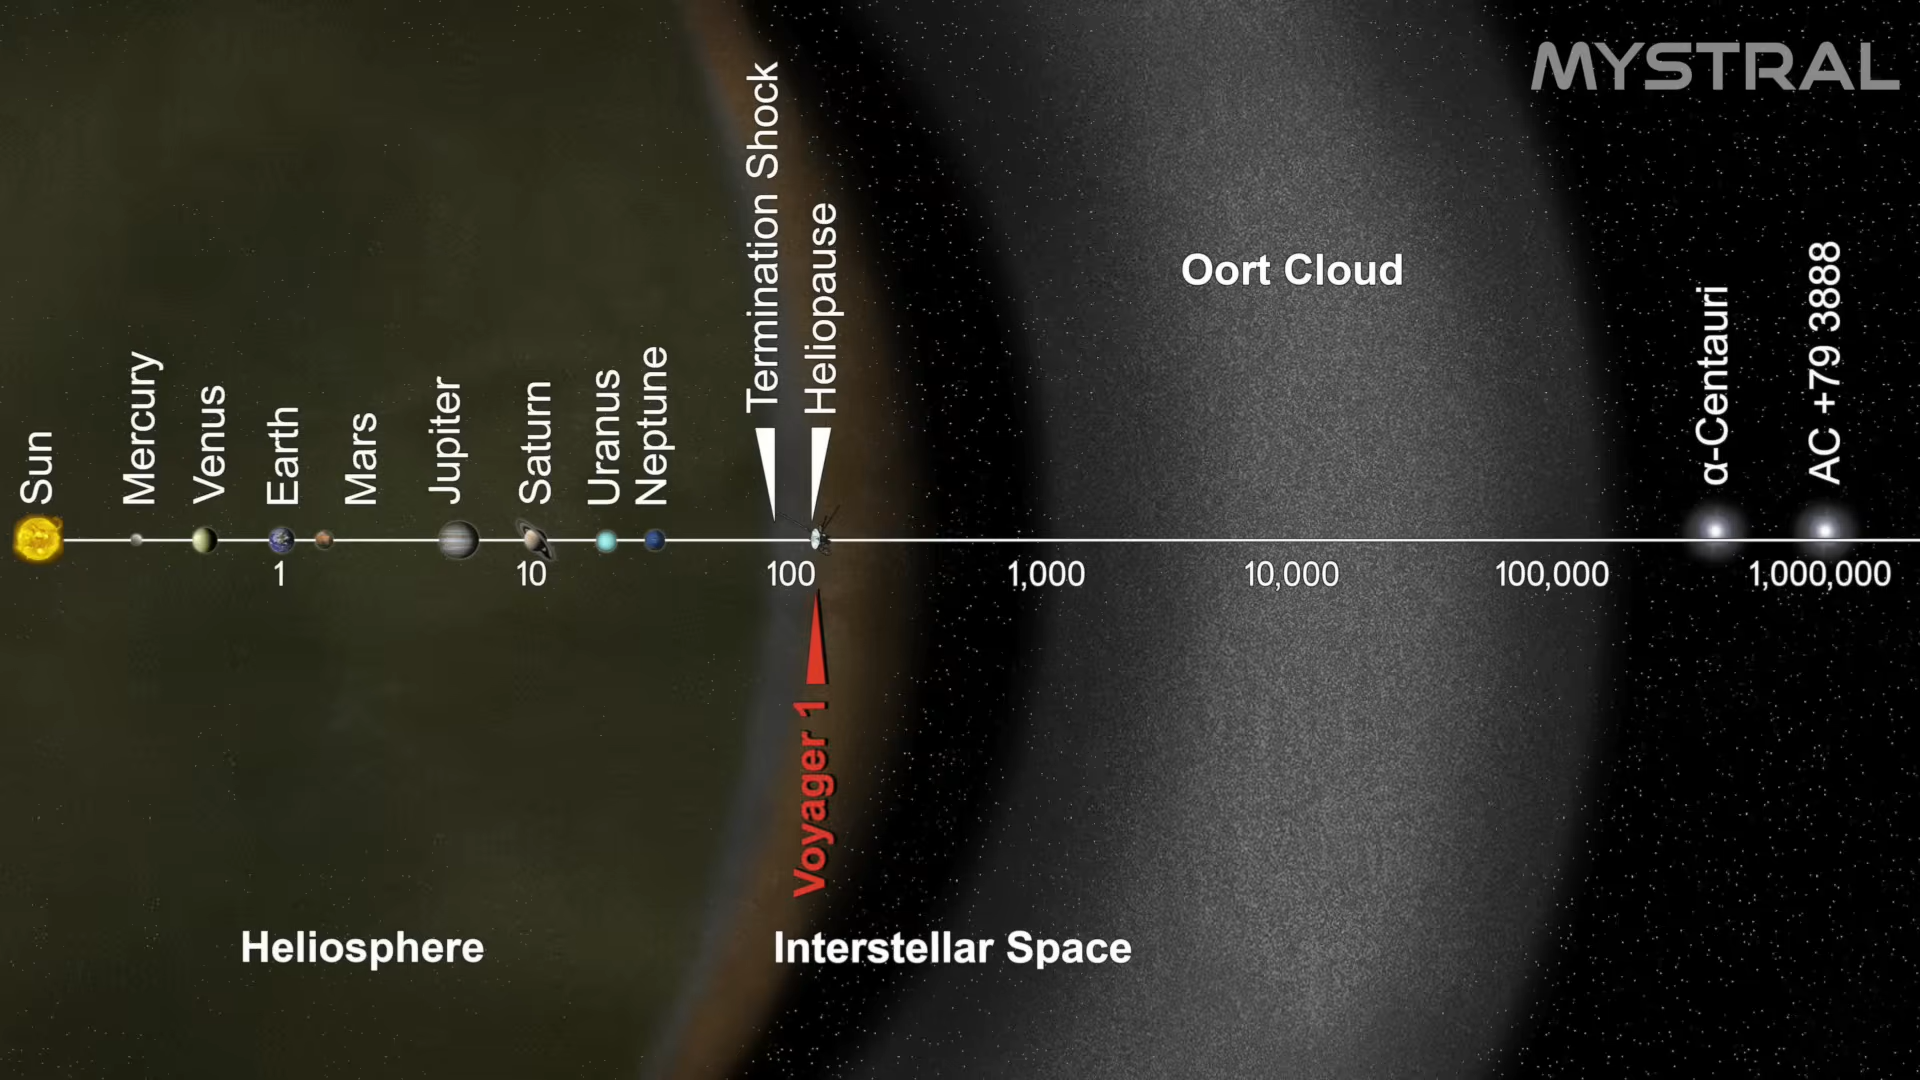 MYSTRAL
Termination Shock
Heliopause
Oort Cloud
Sun
Mercury
Venus
Earth
Mars
Jupiter
Saturn
Uranus
Neptune
α-Centauri
AC +79 3888
1
10
100
1,000
10,000
100,000
1,000,000
Voyager 1
Heliosphere
Interstellar Space